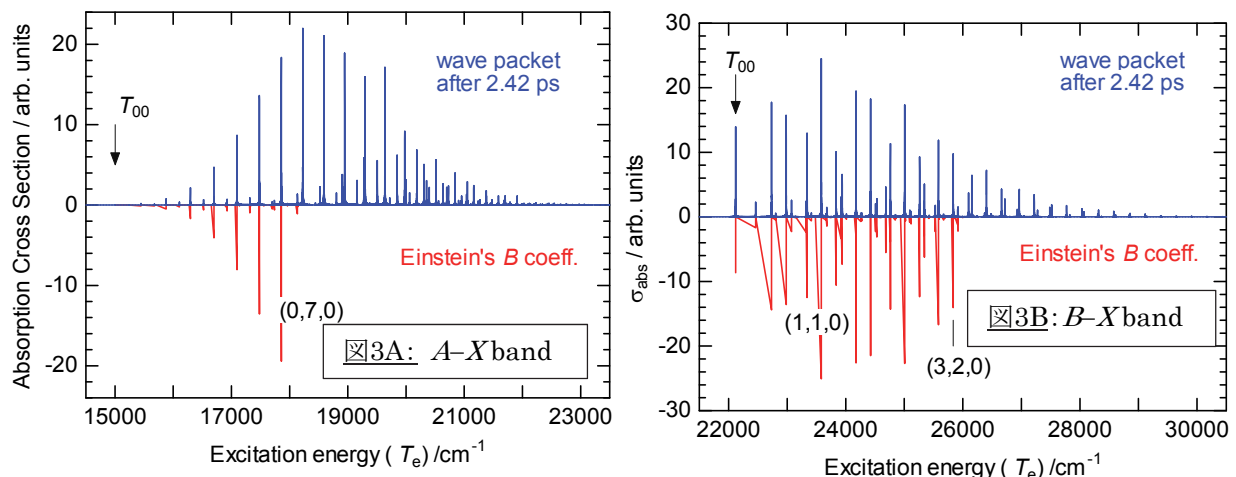 Absorption Cross Section / arb. units
20
10
0
-10
-20
T00
wave packet
after 2.42 ps
Einstein's B coeff.
(0,7,0)
図3A: A–X band
15000
17000
19000
21000
23000
Excitation energy ( Te) /cm-1
σabs / arb. units
30
20
10
0
-10
-20
-30
T00
wave packet
after 2.42 ps
Einstein's B coeff.
(1,1,0)
図3B: B–X band
(3,2,0)
22000
24000
26000
28000
30000
Excitation energy ( Te) /cm-1